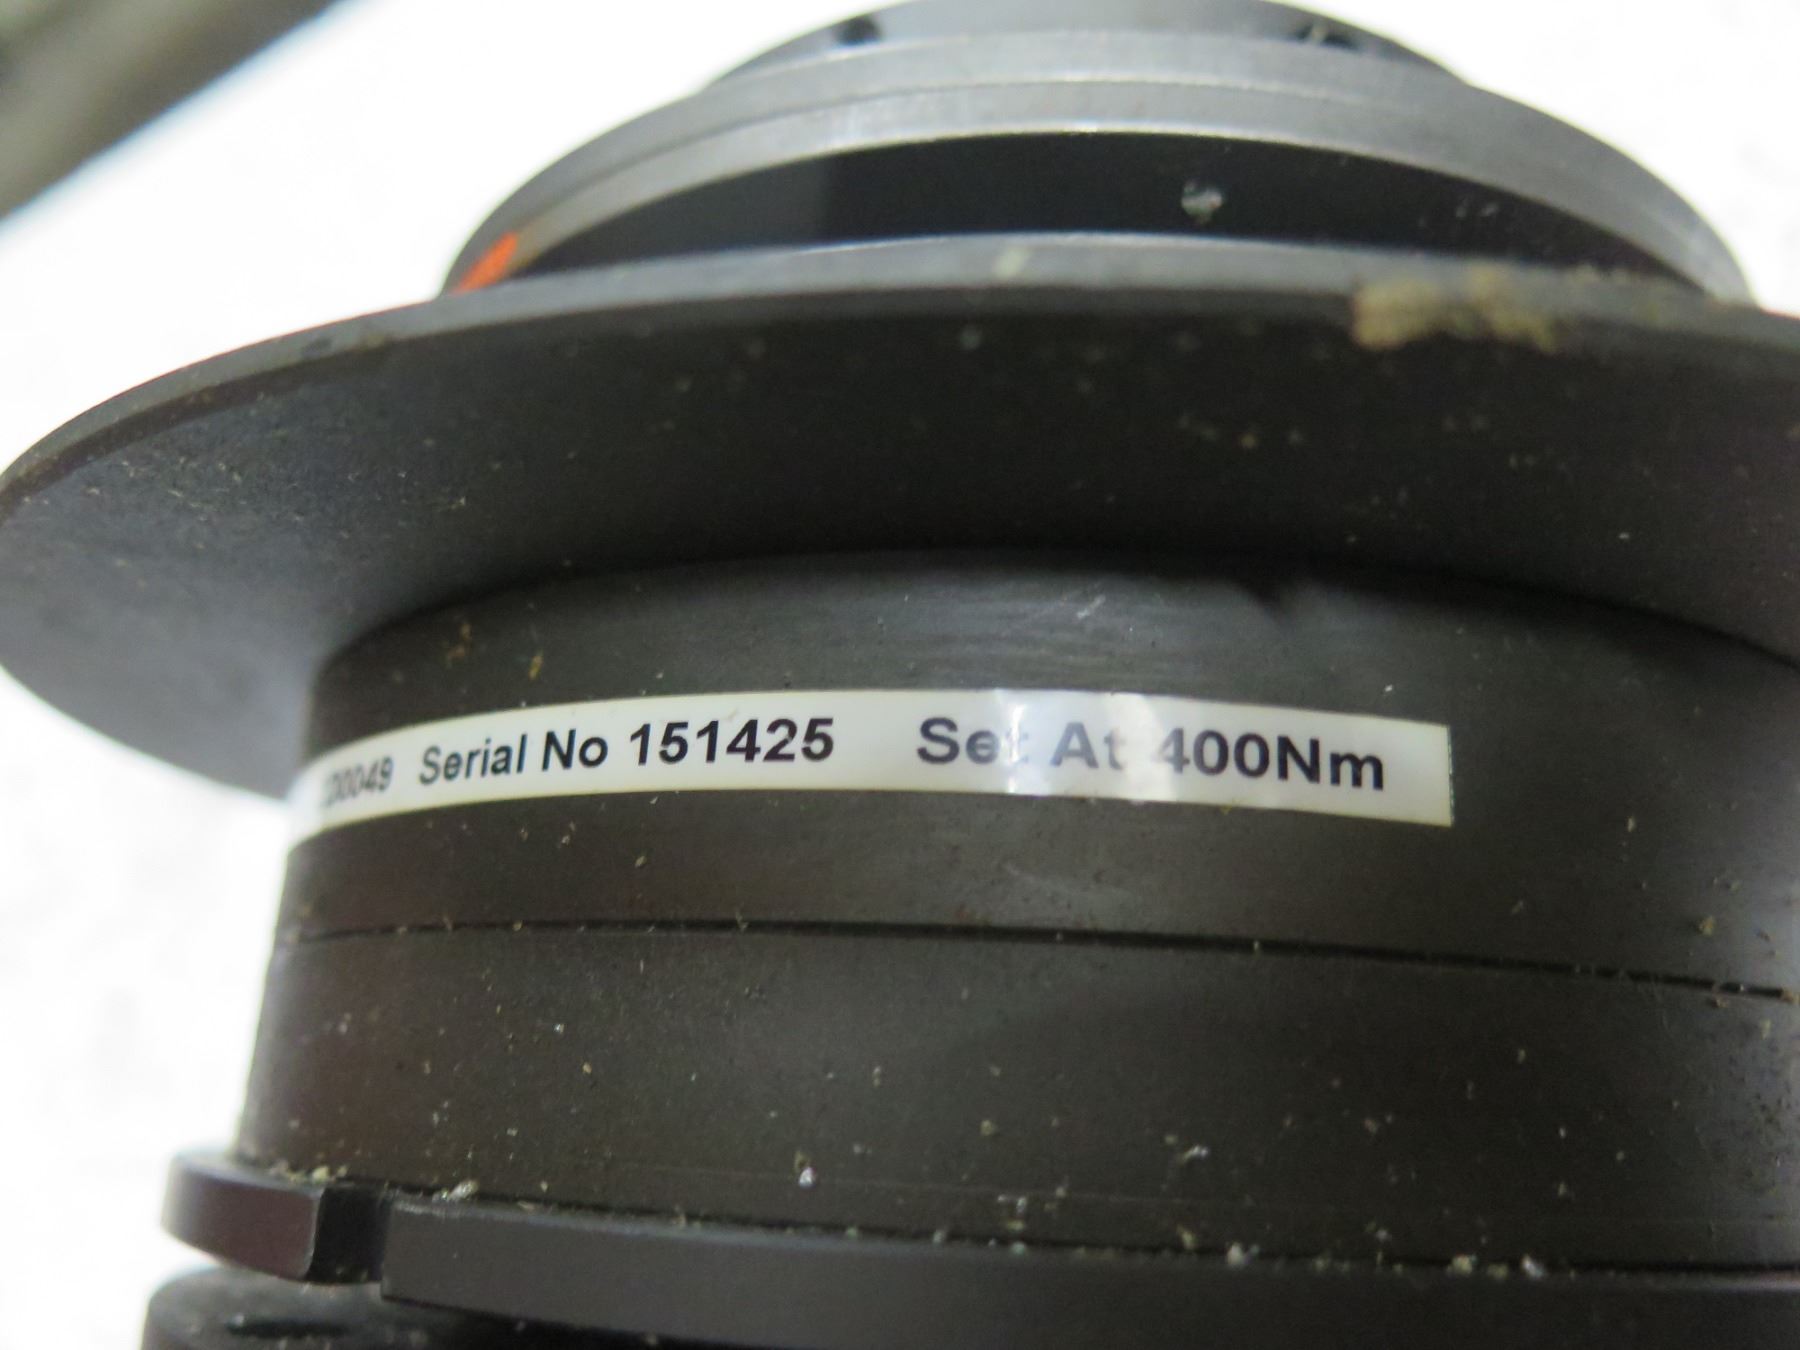 Serial No 151425 Set At 400Nm